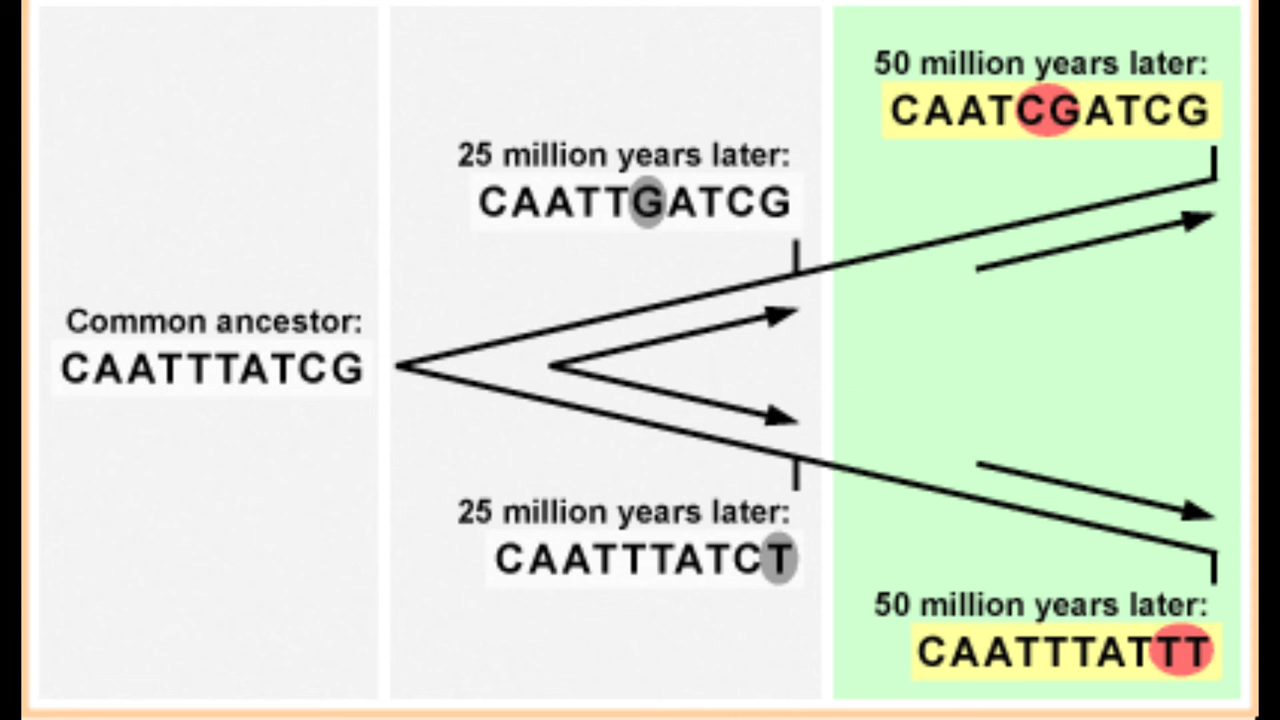 Common ancestor:
CAATTTATCG
25 million years later:
CAATTGATCG
25 million years later:
CAATTTATCT
50 million years later:
CAATCGATCG
50 million years later:
CAATTTATTT